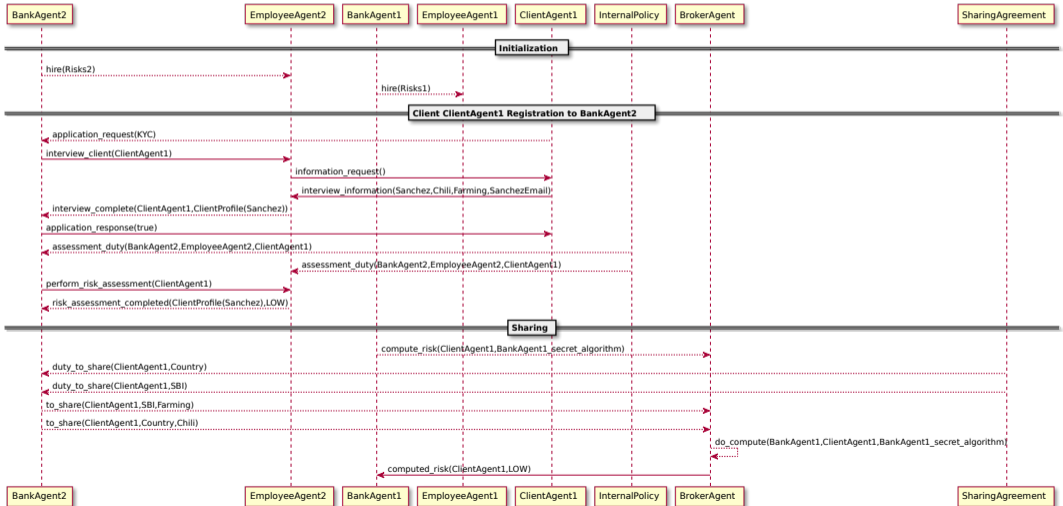 BankAgent2 EmployeeAgent2 BankAgent1 EmployeeAgent1 ClientAgent1 InternalPolicy BrokerAgent SharingAgreement
Initialization
hire(Risks2)
hire(Risks1)
Client ClientAgent1 Registration to BankAgent2
application_request(KYC)
interview_client(ClientAgent1)
information_request()
interview_information(Sanchez,Chili,Farming,SanchezEmail)
interview_complete(ClientAgent1,ClientProfile(Sanchez))
application_response(true)
assessment_duty(BankAgent2,EmployeeAgent2,ClientAgent1)
assessment_duty(BankAgent2,EmployeeAgent2,ClientAgent1)
perform_risk_assessment(ClientAgent1)
risk_assessment_completed(ClientProfile(Sanchez),LOW)
Sharing
compute_risk(ClientAgent1,BankAgent1_secret_algorithm)
duty_to_share(ClientAgent1,Country)
duty_to_share(ClientAgent1,SBI)
to_share(ClientAgent1,SBI,Farming)
to_share(ClientAgent1,Country,Chili)
do_compute(BankAgent1,ClientAgent1,BankAgent1_secret_algorithm)
computed_risk(ClientAgent1,LOW)
BankAgent2 EmployeeAgent2 BankAgent1 EmployeeAgent1 ClientAgent1 InternalPolicy BrokerAgent SharingAgreement